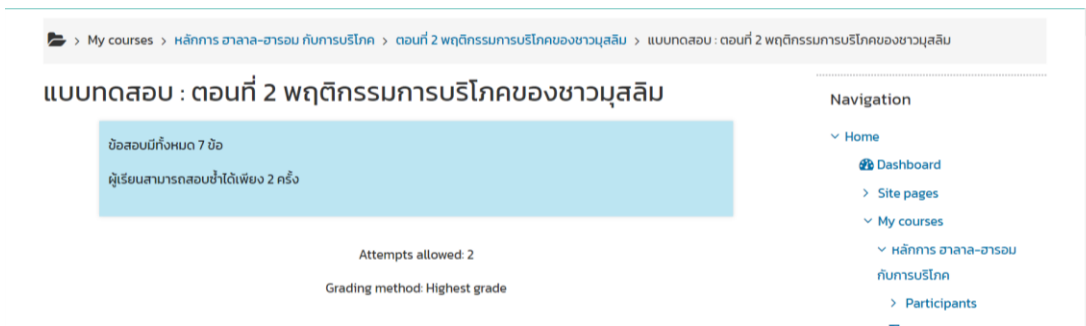 > My courses > หลักการ ฮาลาล-ฮารอม กับการบริโภค > ตอนที่ 2 พฤติกรรมการบริโภคของชาวมุสลิม > แบบทดสอบ : ตอนที่ 2 พฤติกรรมการบริโภคของชาวมุสลิม
แบบทดสอบ : ตอนที่ 2 พฤติกรรมการบริโภคของชาวมุสลิม
ข้อสอบมีทั้งหมด 7 ข้อ
ผู้เรียนสามารถสอบซ้ำได้เพียง 2 ครั้ง
Attempts allowed: 2
Grading method: Highest grade
Navigation
Home
Dashboard
> Site pages
My courses
หลักการ ฮาลาล-ฮารอม
กับการบริโภค
> Participants